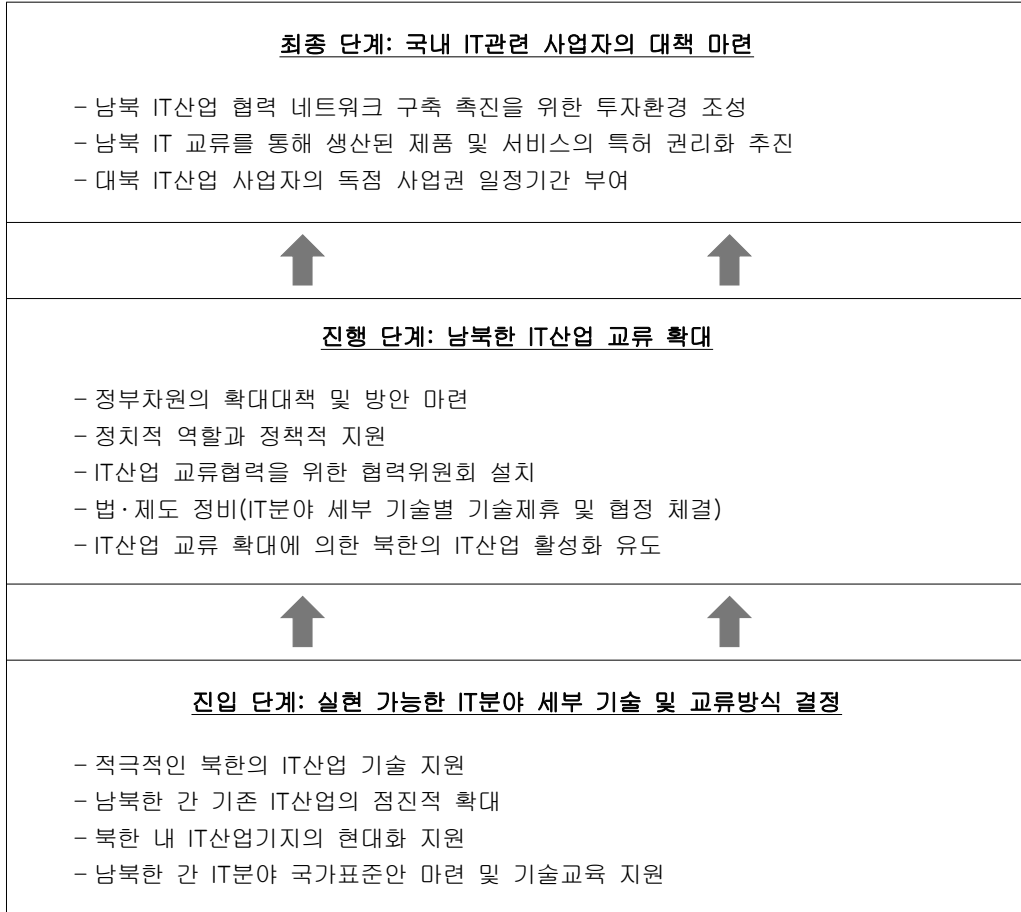 최종 단계: 국내 IT관련 사업자의 대책 마련
- 남북 IT산업 협력 네트워크 구축 촉진을 위한 투자환경 조성
- 남북 IT 교류를 통해 생산된 제품 및 서비스의 특허 권리화 추진
- 대북 IT산업 사업자의 독점 사업권 일정기간 부여
진행 단계: 남북한 IT산업 교류 확대
- 정부차원의 확대대책 및 방안 마련
- 정치적 역할과 정책적 지원
- IT산업 교류협력을 위한 협력위원회 설치
- 법·제도 정비(IT분야 세부 기술별 기술제휴 및 협정 체결)
- IT산업 교류 확대에 의한 북한의 IT산업 활성화 유도
진입 단계: 실현 가능한 IT분야 세부 기술 및 교류방식 결정
- 적극적인 북한의 IT산업 기술 지원
- 남북한 간 기존 IT산업의 점진적 확대
- 북한 내 IT산업기지의 현대화 지원
- 남북한 간 IT분야 국가표준안 마련 및 기술교육 지원